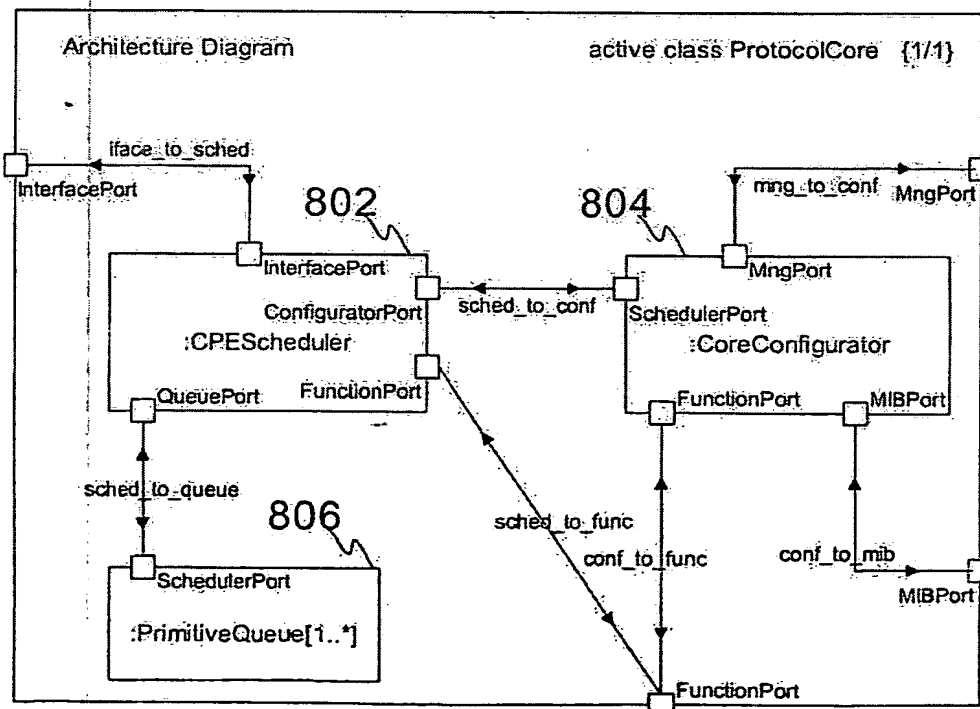 Architecture Diagram
active class ProtocolCore {1/1}
iface_to_sched
InterfacePort
mng_to_conf
MngPort
802
804
InterfacePort
MngPort
ConfiguratorPort
sched_to_conf
SchedulerPort
:CPEScheduler
:CoreConfigurator
QueuePort
FunctionPort
FunctionPort
MIBPort
sched_to_queue
806
sched_to_func
conf_to_func
conf_to_mib
SchedulerPort
MIBPort
:PrimitiveQueue[1..*]
FunctionPort